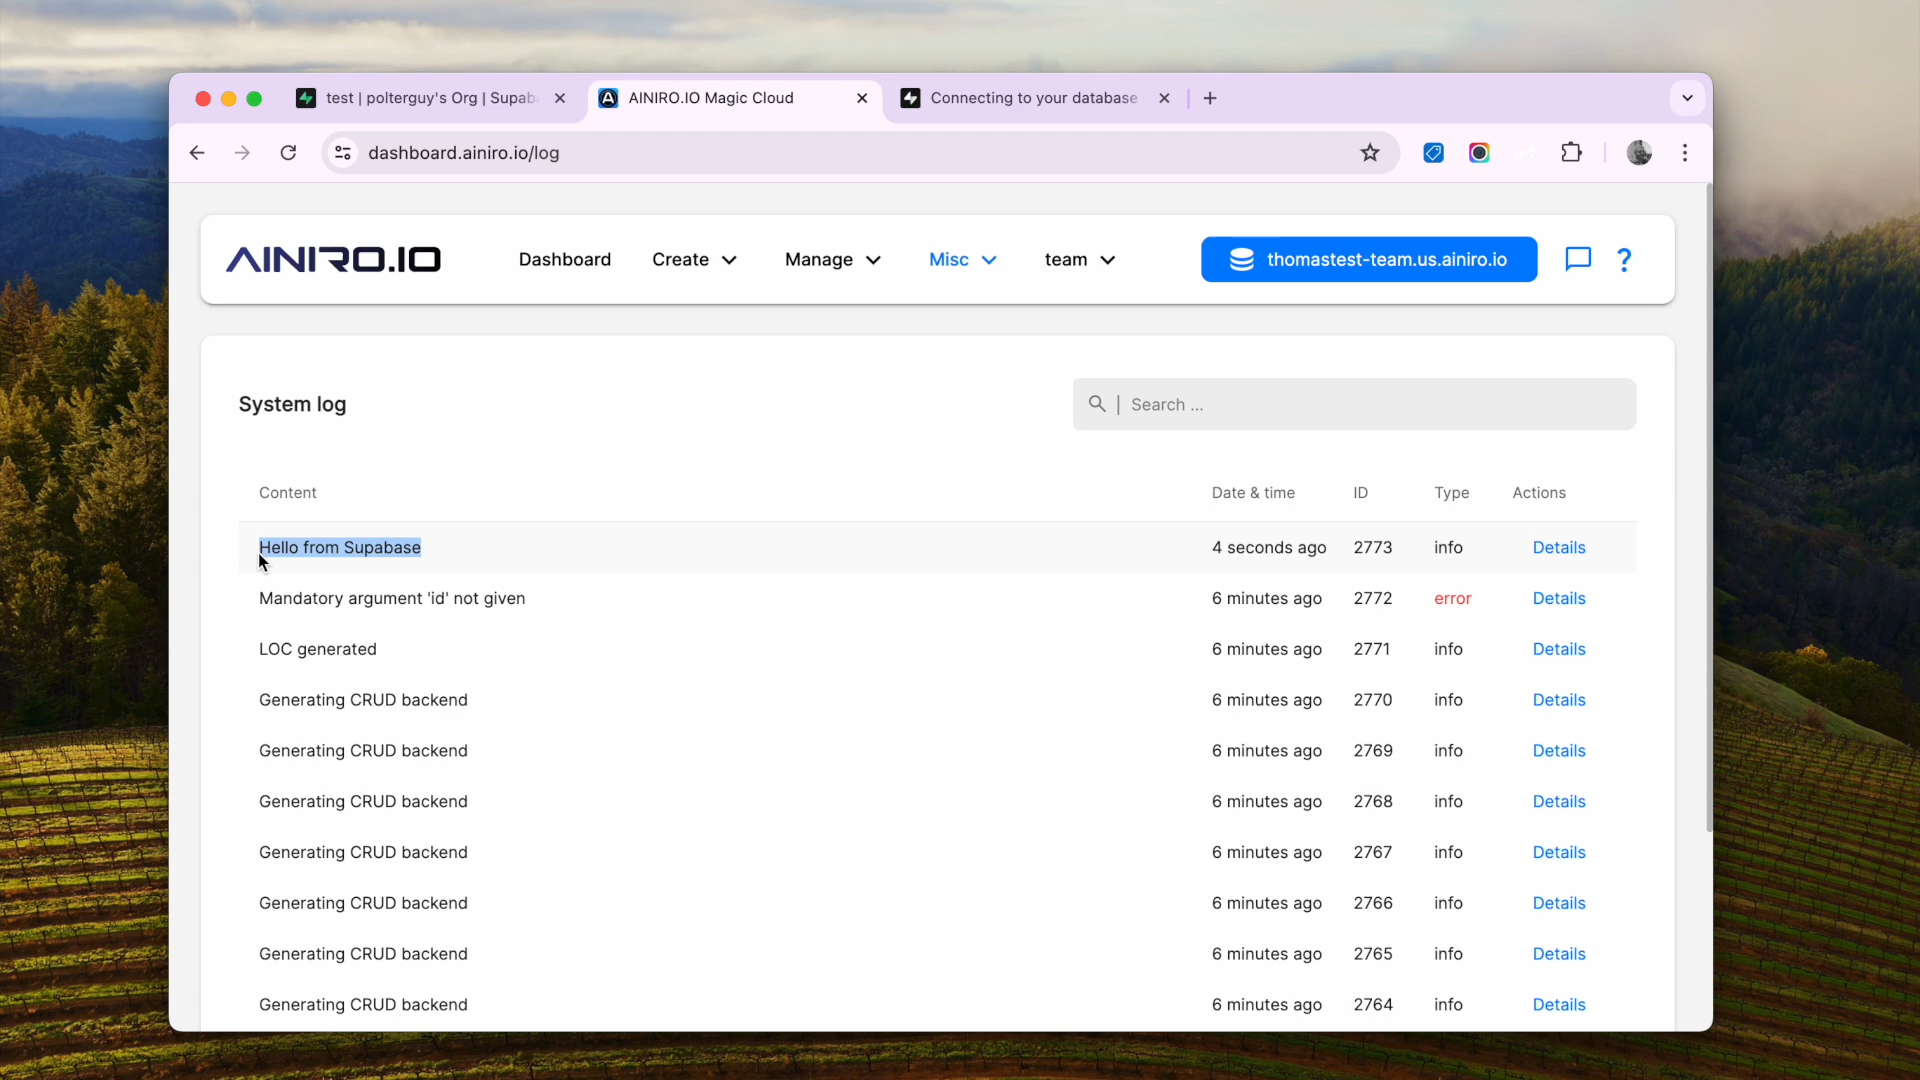 test | polterguy's Org | Supab
AINIRO.IO Magic Cloud
Connecting to your database
dashboard.ainiro.io/log
AINIRO.IO
Dashboard
Create
Manage
Misc
team
thomastest-team.us.ainiro.io
?
System log
Search ...
Content Date & time ID Type Actions
Hello from Supabase 4 seconds ago 2773 info Details
Mandatory argument 'id' not given 6 minutes ago 2772 error Details
LOC generated 6 minutes ago 2771 info Details
Generating CRUD backend 6 minutes ago 2770 info Details
Generating CRUD backend 6 minutes ago 2769 info Details
Generating CRUD backend 6 minutes ago 2768 info Details
Generating CRUD backend 6 minutes ago 2767 info Details
Generating CRUD backend 6 minutes ago 2766 info Details
Generating CRUD backend 6 minutes ago 2765 info Details
Generating CRUD backend 6 minutes ago 2764 info Details